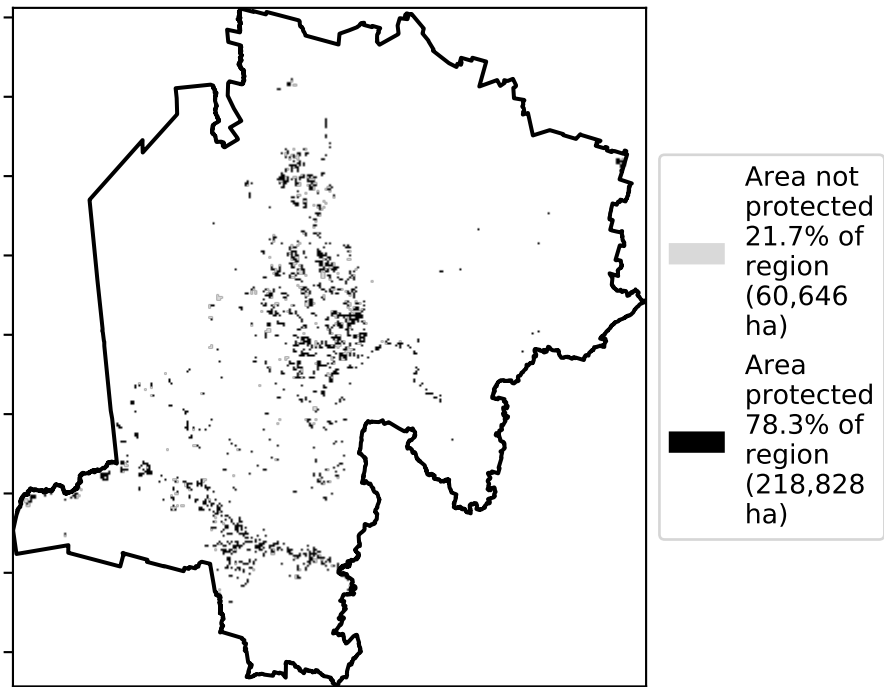 Area not
protected
21.7% of
region
(60,646
ha)
Area
protected
78.3% of
region
(218,828
ha)